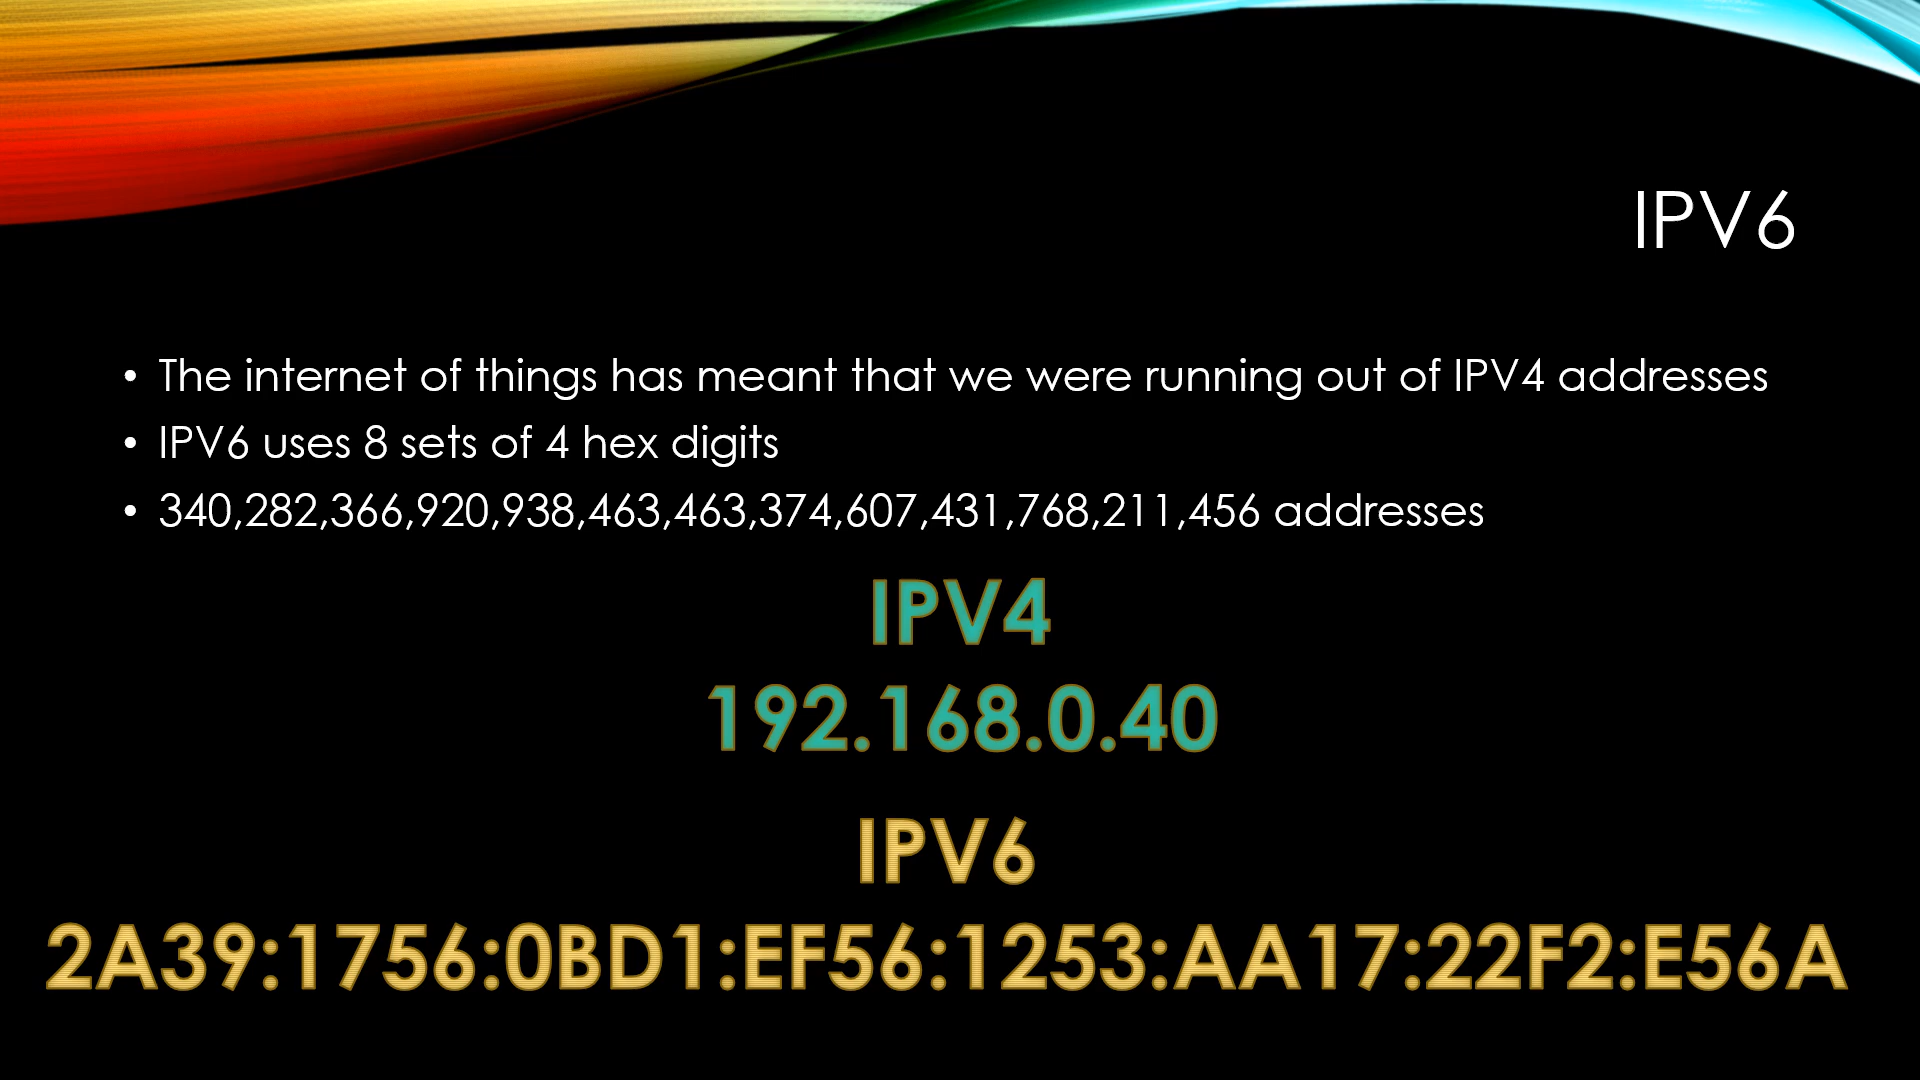 IPV6
• The internet of things has meant that we were running out of IPV4 addresses
• IPV6 uses 8 sets of 4 hex digits
• 340,282,366,920,938,463,463,374,607,431,768,211,456 addresses
IPV4
192.168.0.40
IPV6
2A39:1756:0BD1:EF56:1253:AA17:22F2:E56A